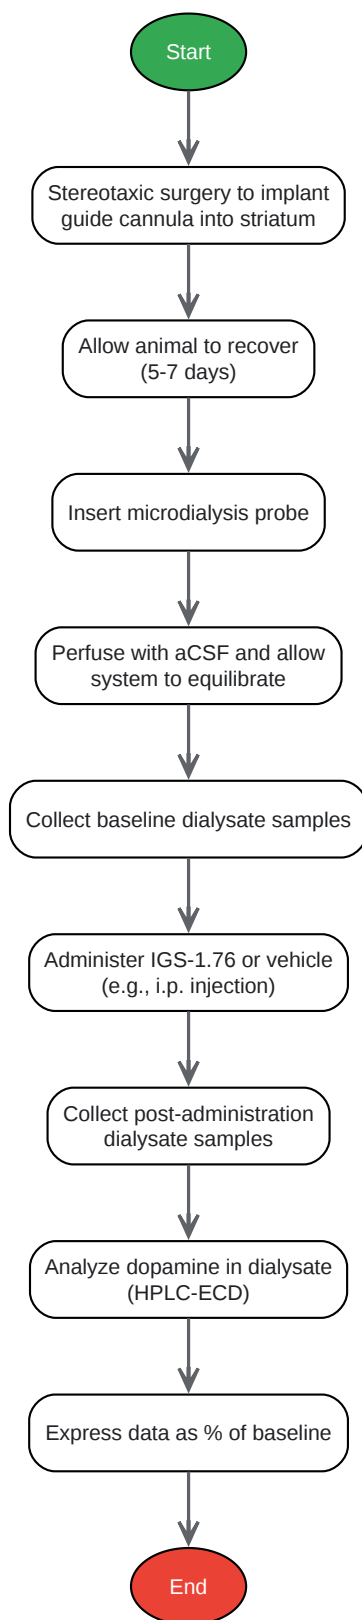 Start
Stereotaxic surgery to implant
guide cannula into striatum
Allow animal to recover
(5-7 days)
Insert microdialysis probe
Perfuse with aCSF and allow
system to equilibrate
Collect baseline dialysate samples
Administer IGS-1.76 or vehicle
(e.g., i.p. injection)
Collect post-administration
dialysate samples
Analyze dopamine in dialysate
(HPLC-ECD)
Express data as % of baseline
End